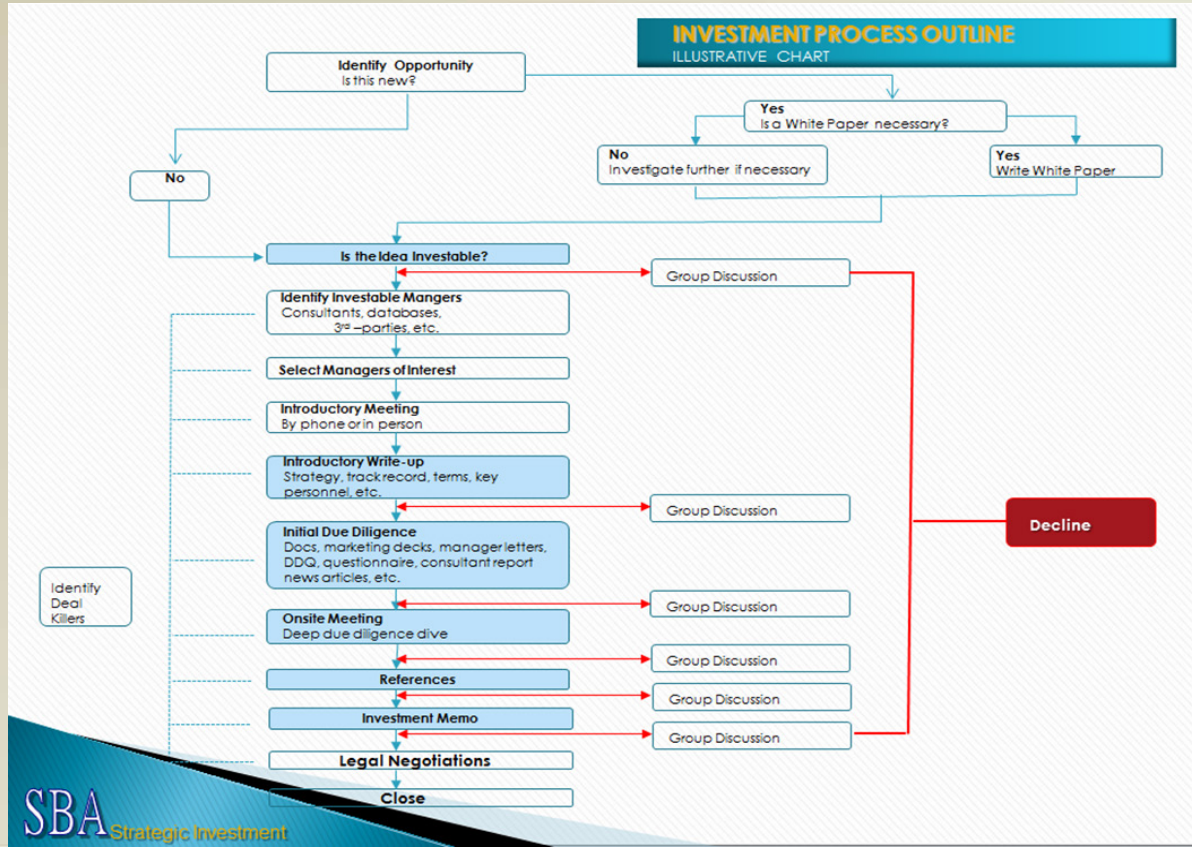 INVESTMENT PROCESS OUTLINE
ILLUSTRATIVE CHART
Identify Opportunity
Is this new?
Yes
Is a White Paper necessary?
No
Investigate further if necessary
Yes
Write White Paper
No
Is the Idea Investable?
Group Discussion
Identify Investable Mangers
Consultants, databases,
3rd –parties, etc.
Select Managers of Interest
Introductory Meeting
By phone or in person
Introductory Write-up
Strategy, track record, terms, key
personnel, etc.
Group Discussion
Decline
Initial Due Diligence
Docs, marketing decks, manager letters,
DDQ, questionnaire, consultant report
news articles, etc.
Identify
Deal
Killers
Group Discussion
Onsite Meeting
Deep due diligence dive
Group Discussion
References
Group Discussion
Investment Memo
Group Discussion
Legal Negotiations
Close
SBA Strategic Investment